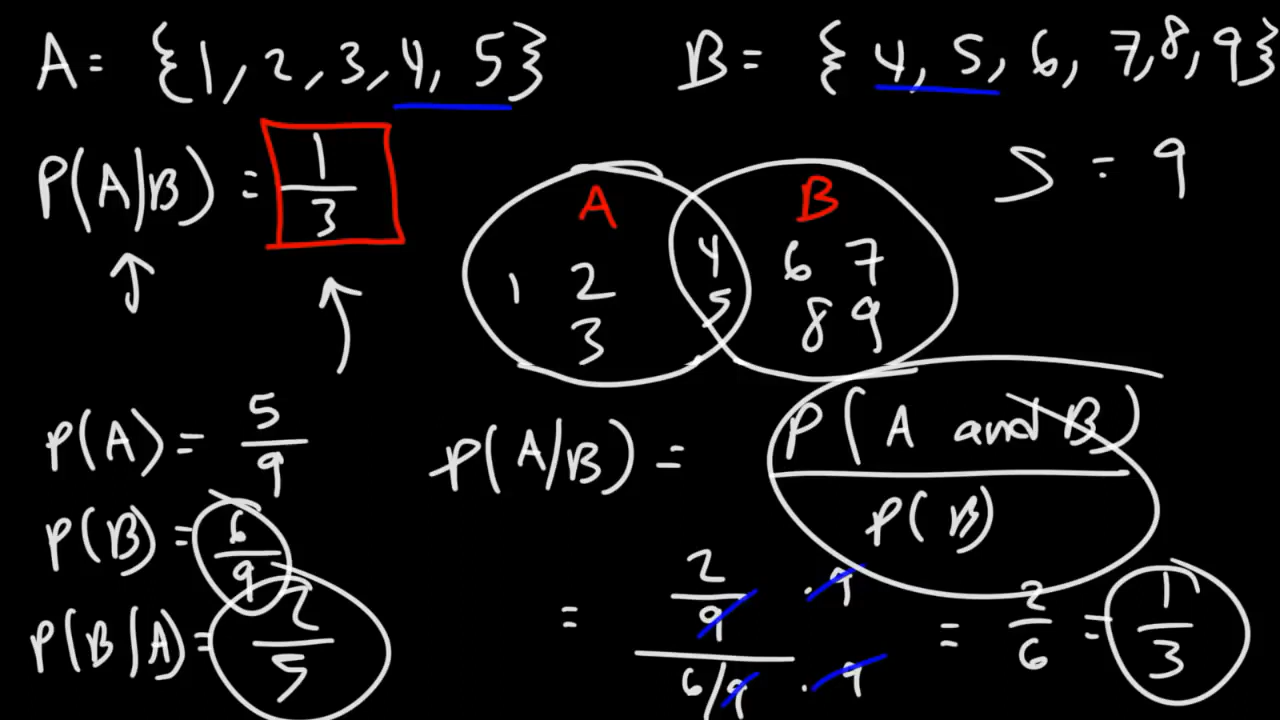 A = {1, 2, 3, 4, 5}
B = {4, 5, 6, 7, 8, 9}
P(A|B) = 1/3
S = 9
A B
1 2 3 4 5 6 7 8 9
P(A) = 5/9
P(B) = 6/9
P(B|A) = 2/5
P(A|B) = P(A and B) / P(B)
= 2/9 · 9 / 6/9 · 9 = 2/6 = 1/3